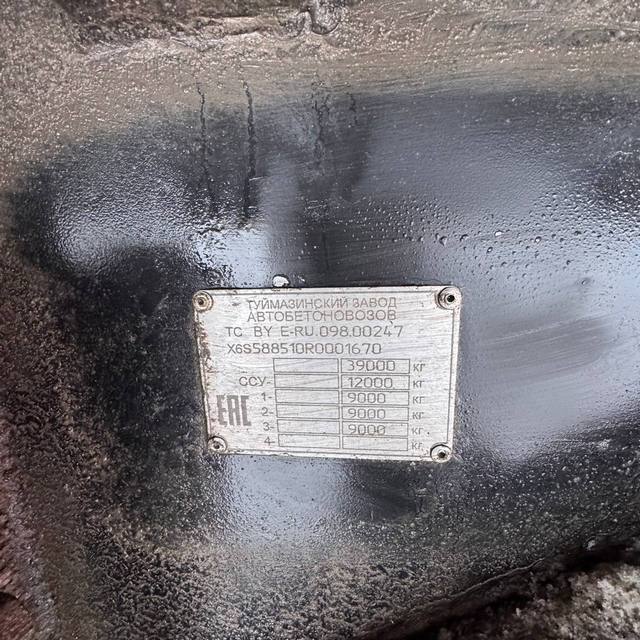 ТУЙМАЗИНСКИЙ ЗАВОД
АВТОБЕТОНОВОЗОВ
ТС BY E-RU.098.00247
X6S588510R0001670
39000 кг
ССУ- 12000 кг
1- 9000 кг
2- 9000 кг
3- 9000 кг.
4- кг.
EAC